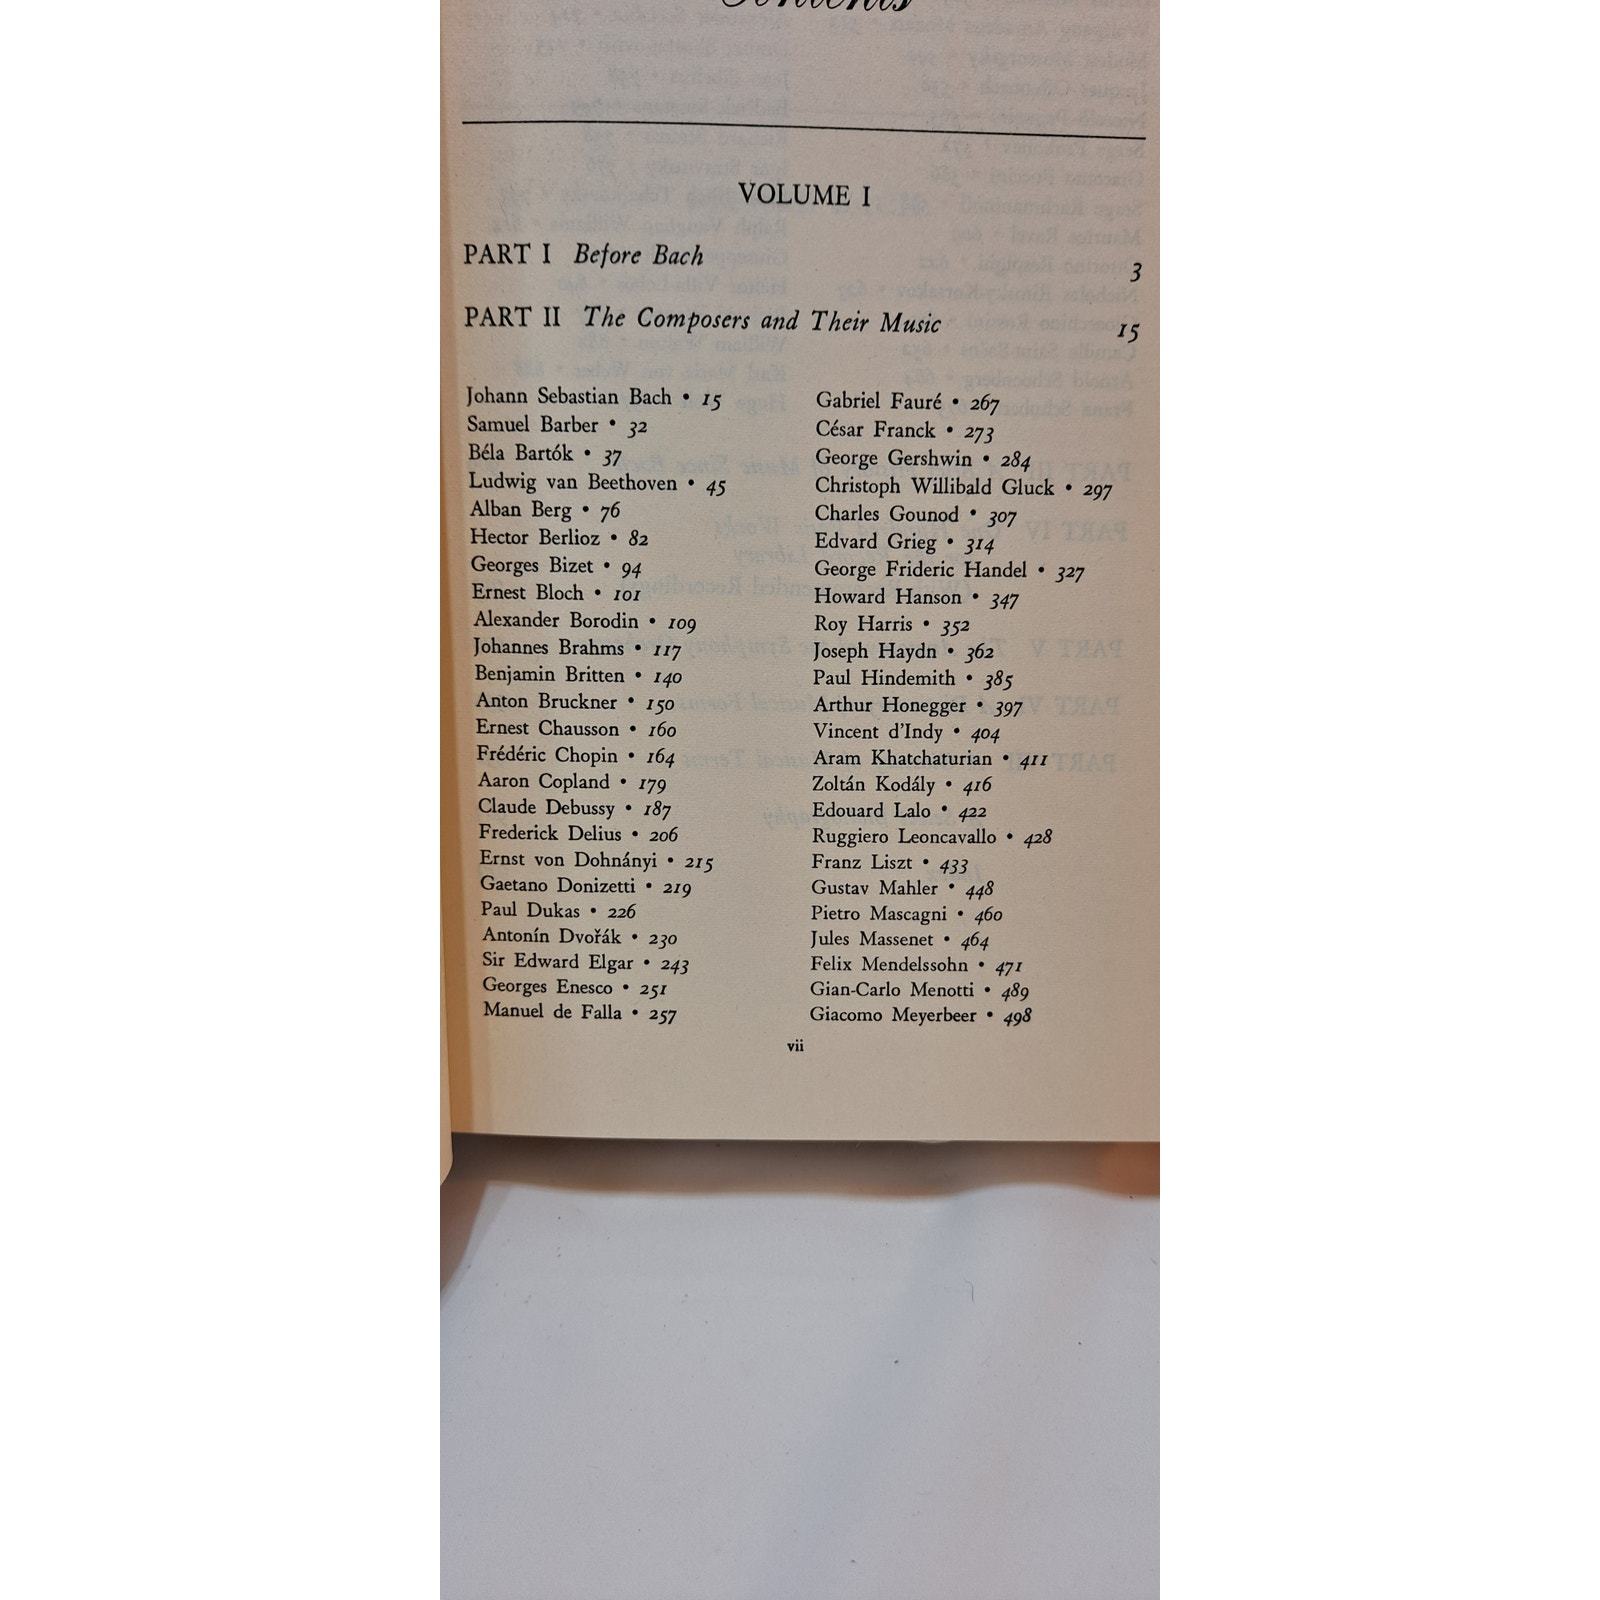 Contents
VOLUME I
PART I Before Bach 3
PART II The Composers and Their Music 15
Johann Sebastian Bach • 15
Samuel Barber • 32
Béla Bartók • 37
Ludwig van Beethoven • 45
Alban Berg • 76
Hector Berlioz • 82
Georges Bizet • 94
Ernest Bloch • 101
Alexander Borodin • 109
Johannes Brahms • 117
Benjamin Britten • 140
Anton Bruckner • 150
Ernest Chausson • 160
Frédéric Chopin • 164
Aaron Copland • 179
Claude Debussy • 187
Frederick Delius • 206
Ernst von Dohnányi • 215
Gaetano Donizetti • 219
Paul Dukas • 226
Antonín Dvořák • 230
Sir Edward Elgar • 243
Georges Enesco • 251
Manuel de Falla • 257
Gabriel Fauré • 267
César Franck • 273
George Gershwin • 284
Christoph Willibald Gluck • 297
Charles Gounod • 307
Edvard Grieg • 314
George Frideric Handel • 327
Howard Hanson • 347
Roy Harris • 352
Joseph Haydn • 362
Paul Hindemith • 385
Arthur Honegger • 397
Vincent d'Indy • 404
Aram Khatchaturian • 411
Zoltán Kodály • 416
Edouard Lalo • 422
Ruggiero Leoncavallo • 428
Franz Liszt • 433
Gustav Mahler • 448
Pietro Mascagni • 460
Jules Massenet • 464
Felix Mendelssohn • 471
Gian-Carlo Menotti • 489
Giacomo Meyerbeer • 498
vii